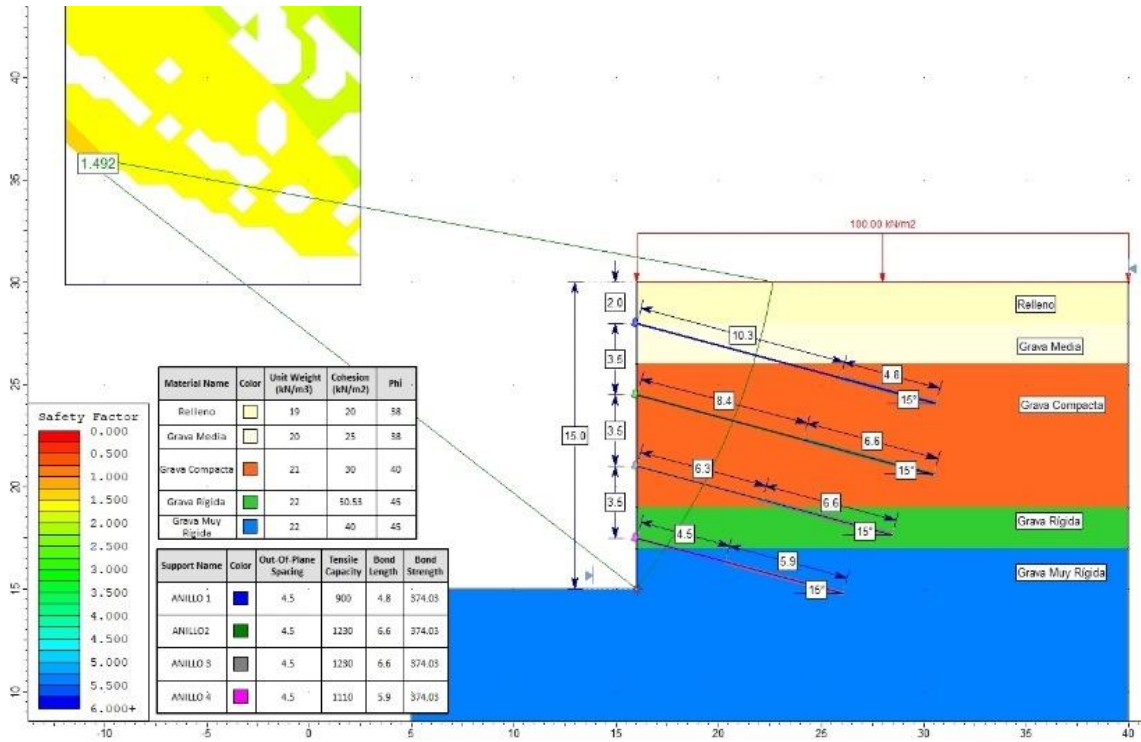 40
35
30
25
20
15
10
1.492
100.00 kN/m2
2.0
3.5
3.5
3.5
15.0
10.3
4.8
15°
8.4
6.6
15°
6.3
6.6
15°
4.5
5.9
15°
Relleno
Grava Media
Grava Compacta
Grava Rígida
Grava Muy Rígida
Material Name Color Unit Weight (kN/m3) Cohesion (kN/m2) Phi
Relleno 19 20 38
Grava Media 20 25 38
Grava Compacta 21 30 40
Grava Rígida 22 50.53 45
Grava Muy Rígida 22 40 45
Safety Factor
0.000
0.500
1.000
1.500
2.000
2.500
3.000
3.500
4.000
4.500
5.000
5.500
6.000+
Support Name Color Out-Of-Plane Spacing Tensile Capacity Bond Length Bond Strength
ANILLO 1 4.5 900 4.8 374.03
ANILLO2 4.5 1230 6.6 374.03
ANILLO 3 4.5 1230 6.6 374.03
ANILLO 4 4.5 1110 5.9 374.03
-10 -5 0 5 10 15 20 25 30 35 40